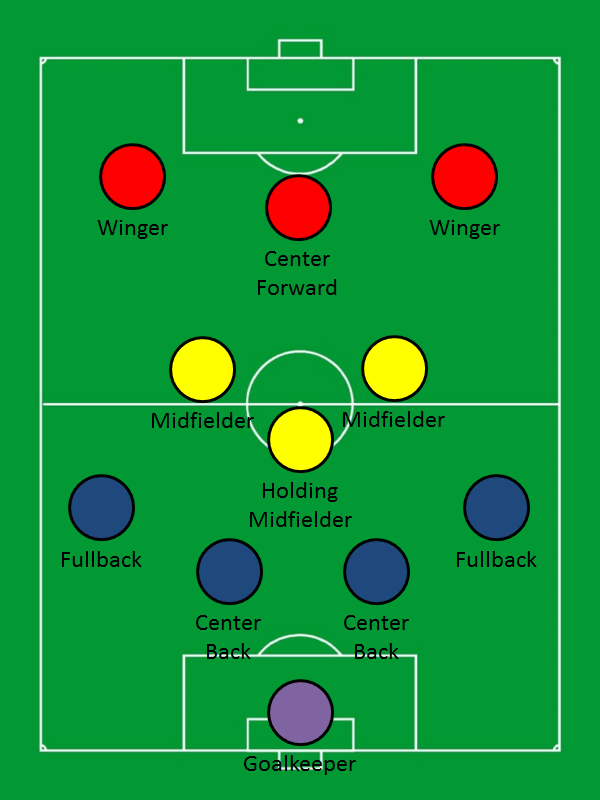 Winger
Winger
Center
Forward
Midfielder
Midfielder
Holding
Midfielder
Fullback
Fullback
Center
Back
Center
Back
Goalkeeper